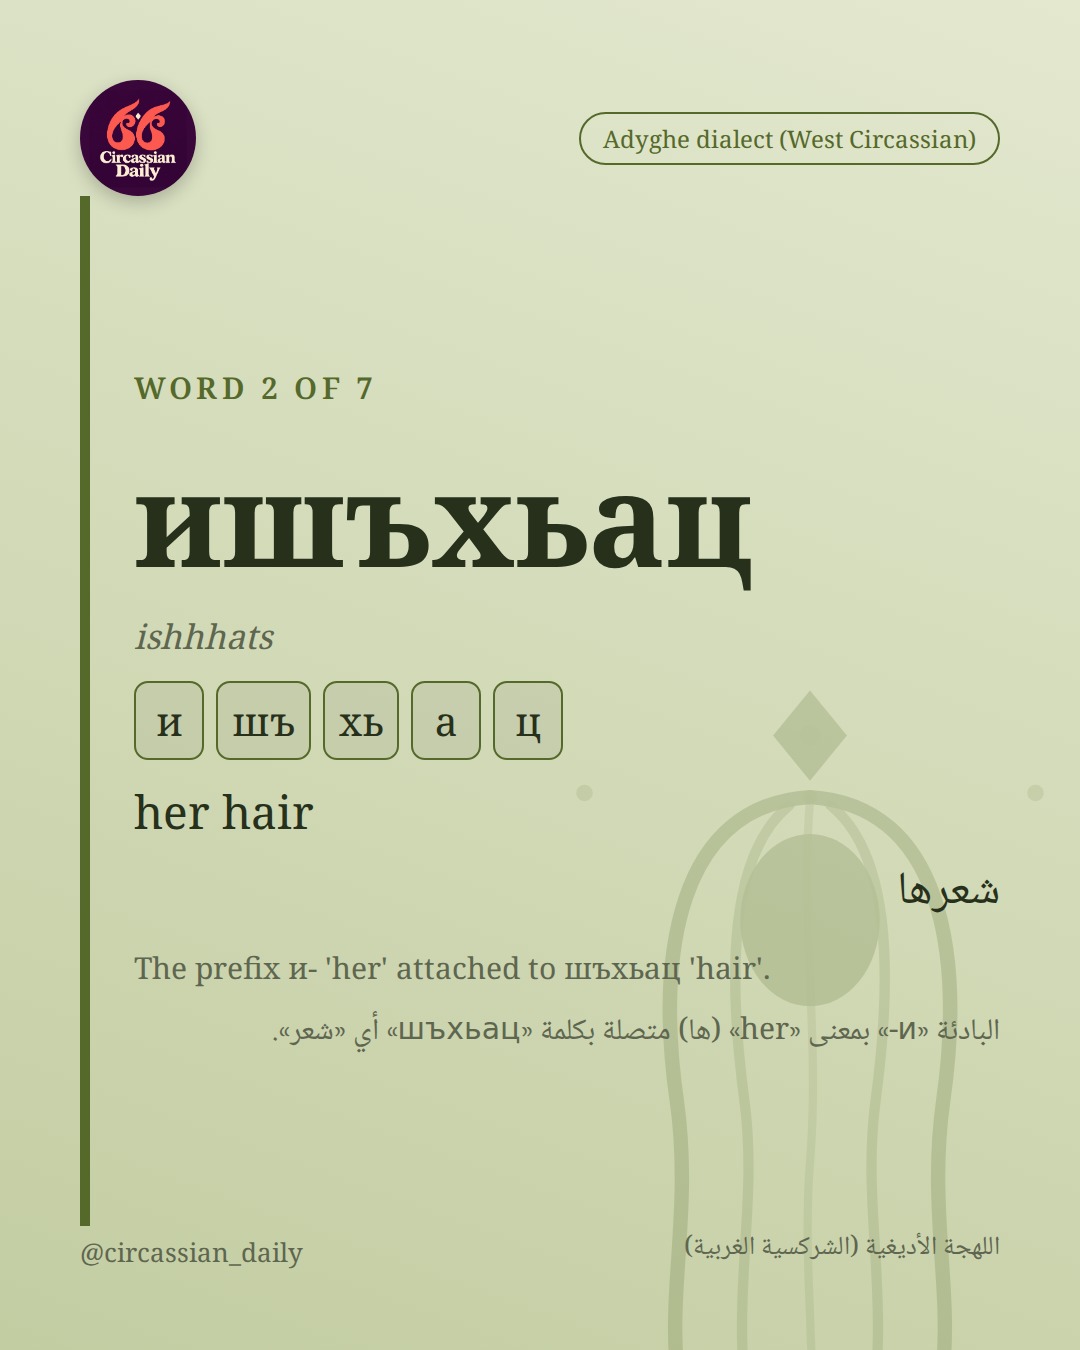 Circassian
Daily
Adyghe dialect (West Circassian)
WORD 2 OF 7
ишъхьац
ishhhats
и шъ хь а ц
her hair
شعرها
The prefix и- 'her' attached to шъхьац 'hair'.
البادئة «и-» بمعنى «her» (ها) متصلة بكلمة «шъхьац» أي «شعر».
@circassian_daily
اللهجة الأديغية (الشركسية الغربية)